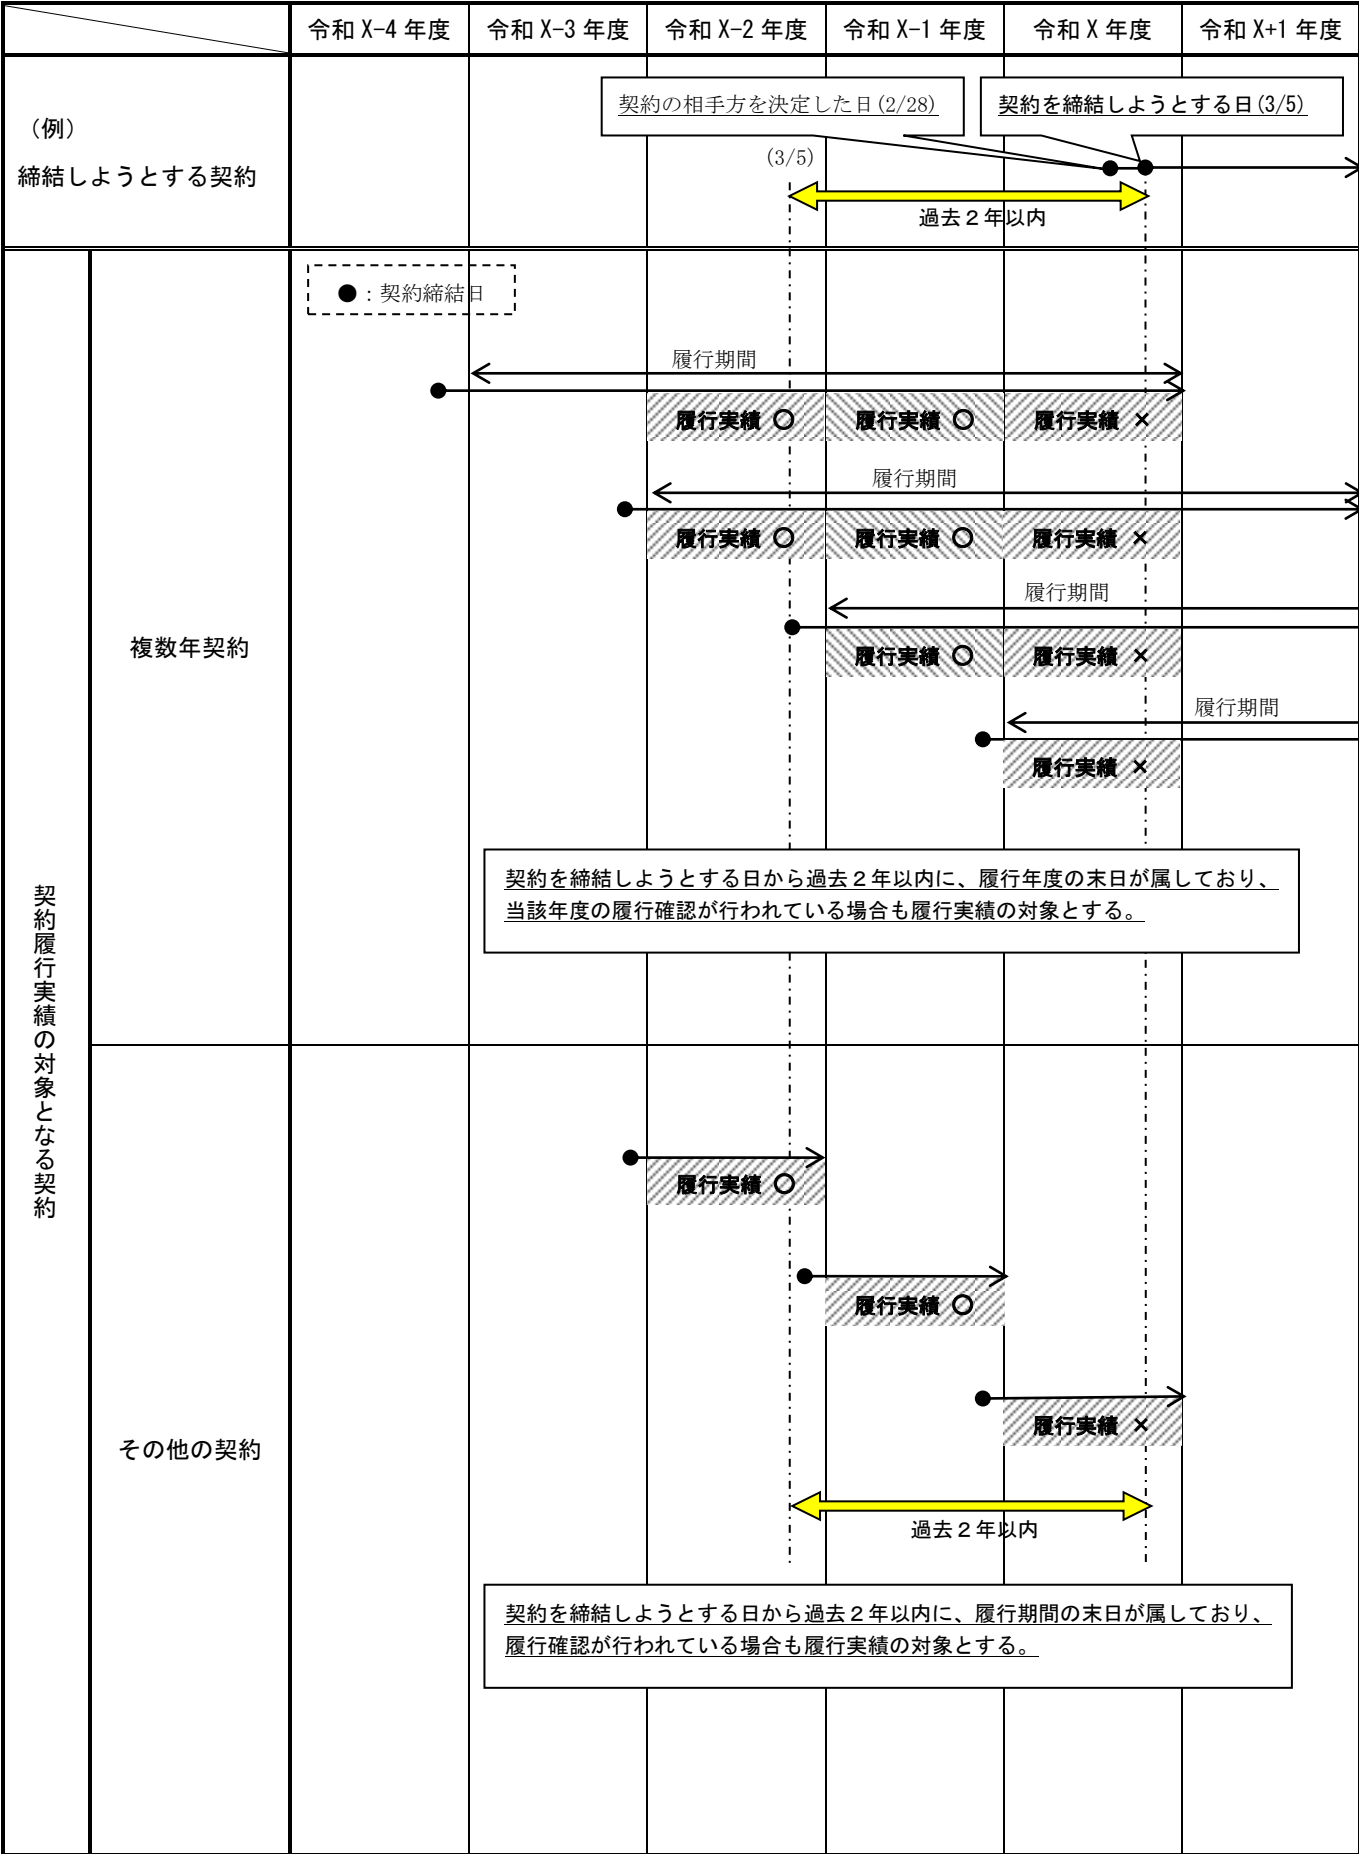 令和 X-4 年度
令和 X-3 年度
令和 X-2 年度
令和 X-1 年度
令和 X 年度
令和 X+1 年度
（例）
締結しようとする契約
契約の相手方を決定した日(2/28)
契約を締結しようとする日(3/5)
(3/5)
過去２年以内
契約履行実績の対象となる契約
複数年契約
●：契約締結日
履行期間
履行実績 ○
履行実績 ○
履行実績 ×
履行期間
履行実績 ○
履行実績 ○
履行実績 ×
履行期間
履行実績 ○
履行実績 ×
履行期間
履行実績 ×
契約を締結しようとする日から過去２年以内に、履行年度の末日が属しており、
当該年度の履行確認が行われている場合も履行実績の対象とする。
その他の契約
履行実績 ○
履行実績 ○
履行実績 ×
過去２年以内
契約を締結しようとする日から過去２年以内に、履行期間の末日が属しており、
履行確認が行われている場合も履行実績の対象とする。